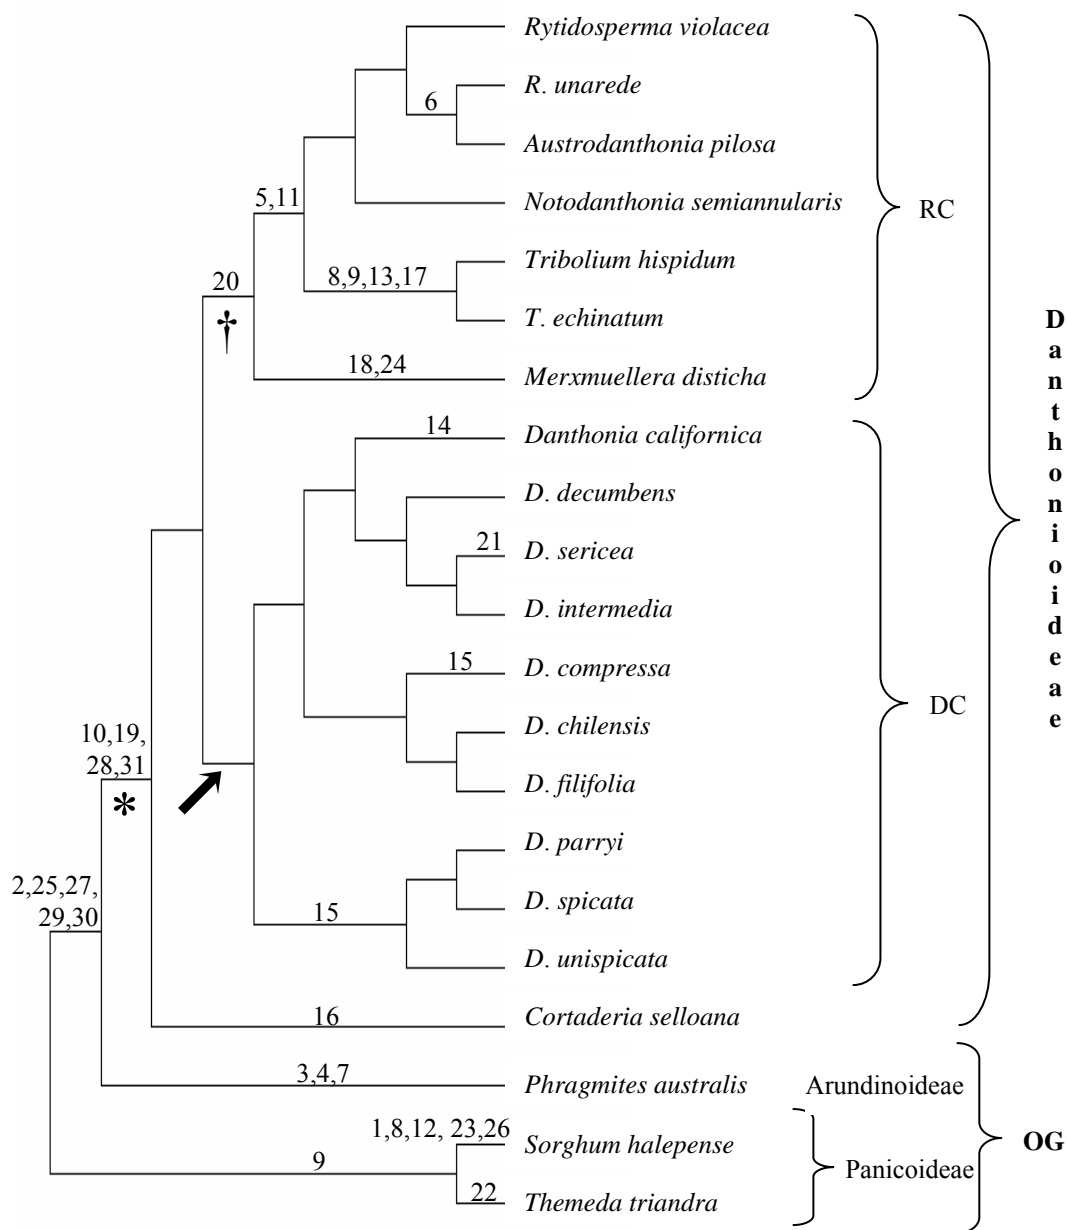 Rytidosperma violacea
R. unarede
6
Austrodanthonia pilosa
Notodanthonia semiannularis
5,11
RC
Tribolium hispidum
8,9,13,17
20
†
T. echinatum
Merxmuellera disticha
18,24
Danthonia californica
14
D. decumbens
D. sericea
21
D. intermedia
D. compressa
15
D. chilensis
DC
10,19,
28,31
*
D. filifolia
D. parryi
2,25,27,
29,30
D. spicata
15
D. unispicata
Cortaderia selloana
16
Danthonioideae
Phragmites australis
3,4,7
Arundinoideae
1,8,12, 23,26
Sorghum halepense
OG
9
Panicoideae
22
Themeda triandra